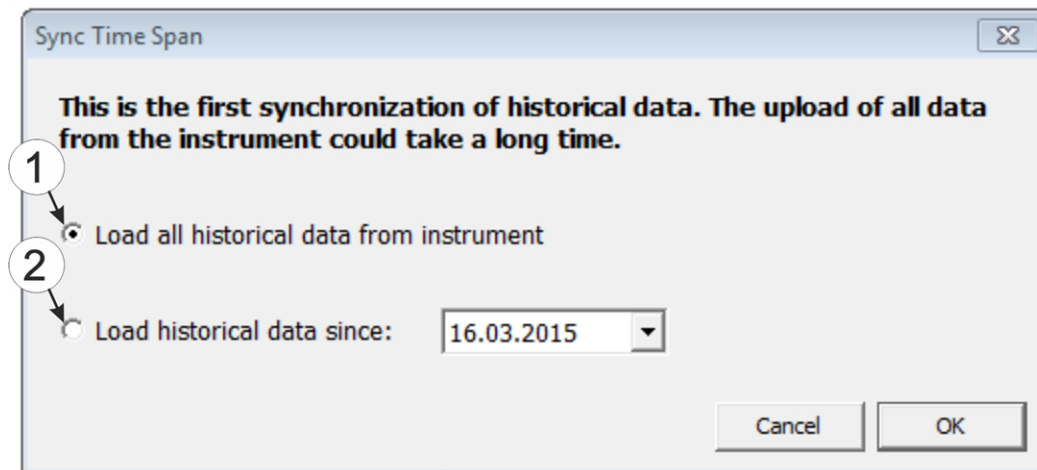 Sync Time Span
This is the first synchronization of historical data. The upload of all data
from the instrument could take a long time.
1
Load all historical data from instrument
2
Load historical data since: 16.03.2015
Cancel OK